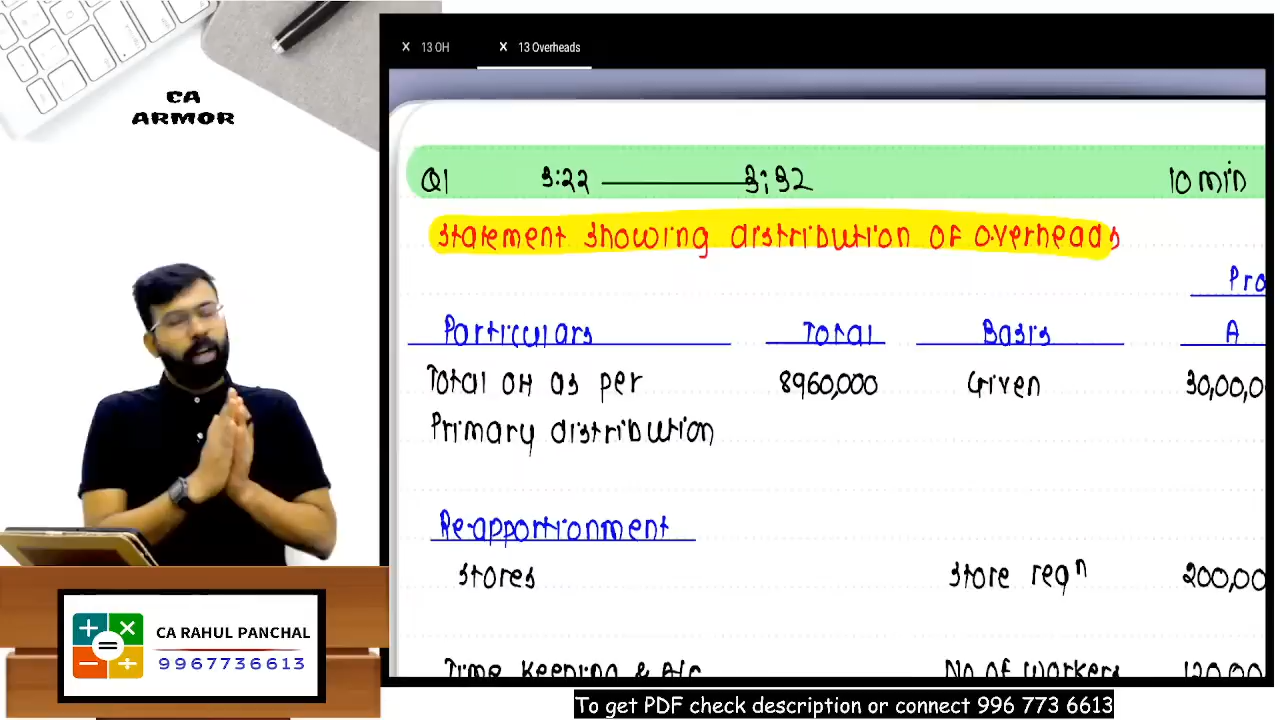 CA
ARMOR
13 OH
13 Overheads
Q1 3:22 — 3:32 10 min
Statement showing distribution of overheads
Pro
Particulars Total Basis A
Total OH as per 8960,000 Given 30,00,0
Primary distribution
Re-apportionment
Stores Store reqn 200,00
Time keeping & A/c No of workers 120,00
CA RAHUL PANCHAL
9967736613
To get PDF check description or connect 996 773 6613